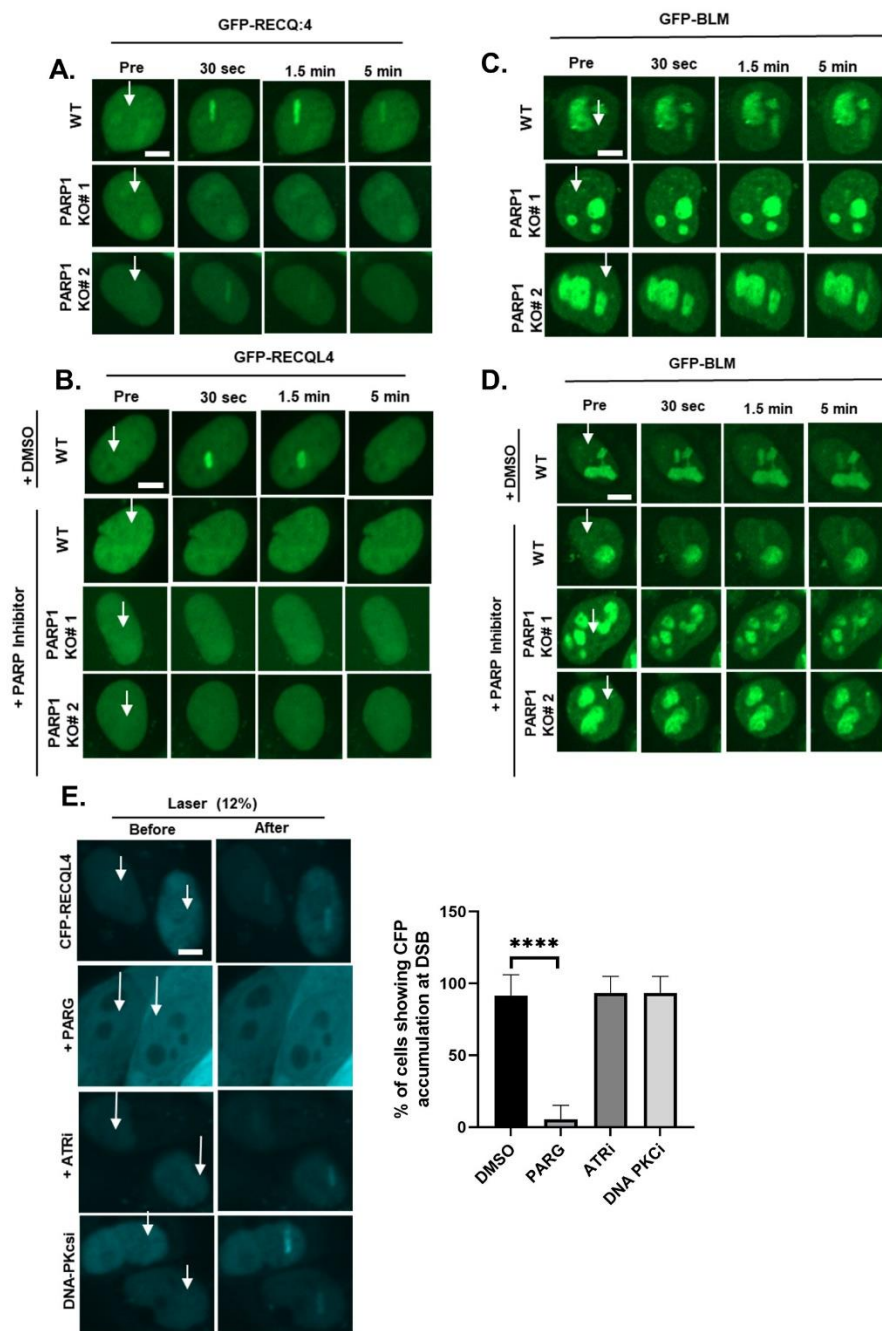 GFP-RECQ:4
A.
Pre 30 sec 1.5 min 5 min
WT
PARP1
KO# 1
PARP1
KO# 2
GFP-BLM
C.
Pre 30 sec 1.5 min 5 min
WT
PARP1
KO# 1
PARP1
KO# 2
GFP-RECQL4
B.
Pre 30 sec 1.5 min 5 min
+ DMSO
WT
+ PARP Inhibitor
WT
PARP1
KO# 1
PARP1
KO# 2
GFP-BLM
D.
Pre 30 sec 1.5 min 5 min
+ DMSO
WT
+ PARP Inhibitor
WT
PARP1
KO# 1
PARP1
KO# 2
E.
Laser (12%)
Before After
CFP-RECQL4
+ PARG
+ ATRi
DNA-PKcsi
% of cells showing CFP
accumulation at DSB
150
100
50
0
****
DMSO
PARG
ATRi
DNA PKCi